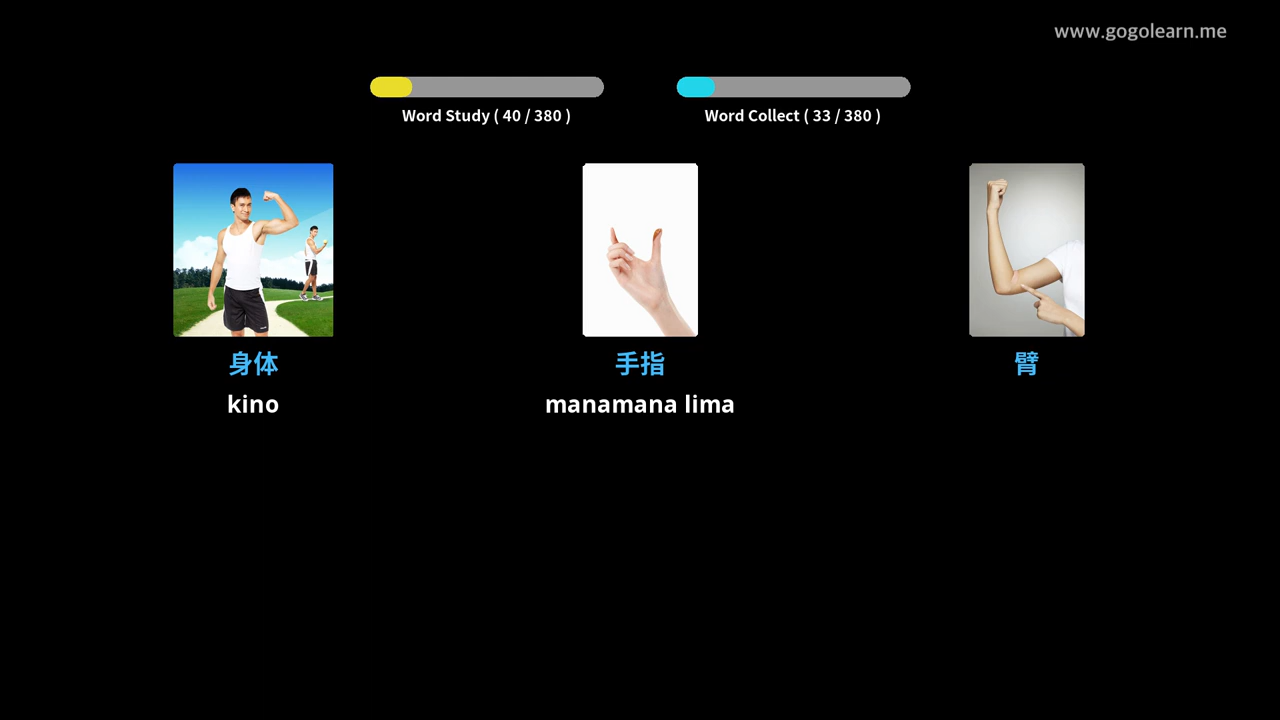 www.gogolearn.me
Word Study ( 40 / 380 )
Word Collect ( 33 / 380 )
身体
手指
臂
kino
manamana lima